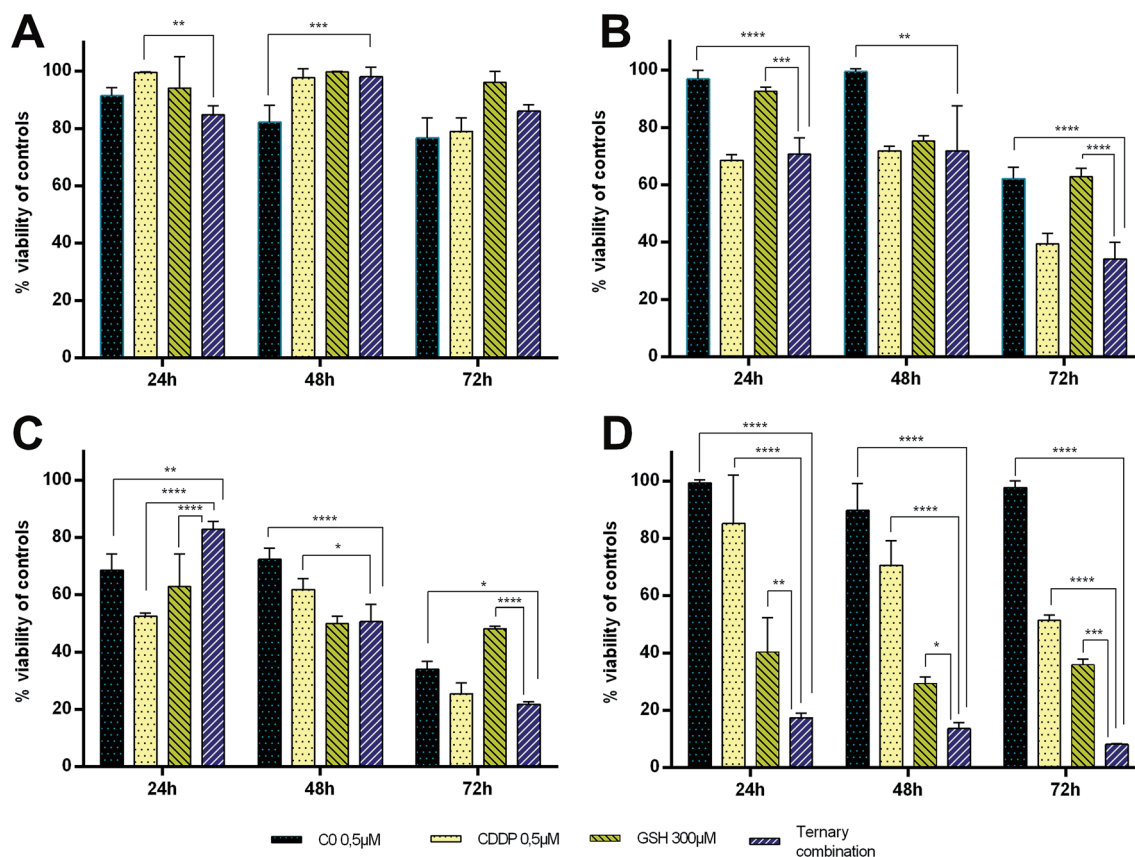 A
% viability of controls
100
80
60
40
20
0
**
***
24h
48h
72h
B
% viability of controls
100
80
60
40
20
0
****
***
**
****
****
24h
48h
72h
C
% viability of controls
100
80
60
40
20
0
**
****
****
****
*
*
****
24h
48h
72h
D
% viability of controls
100
80
60
40
20
0
****
****
**
****
****
*
****
****
***
24h
48h
72h
C0 0,5µM
CDDP 0,5µM
GSH 300µM
Ternary
combination